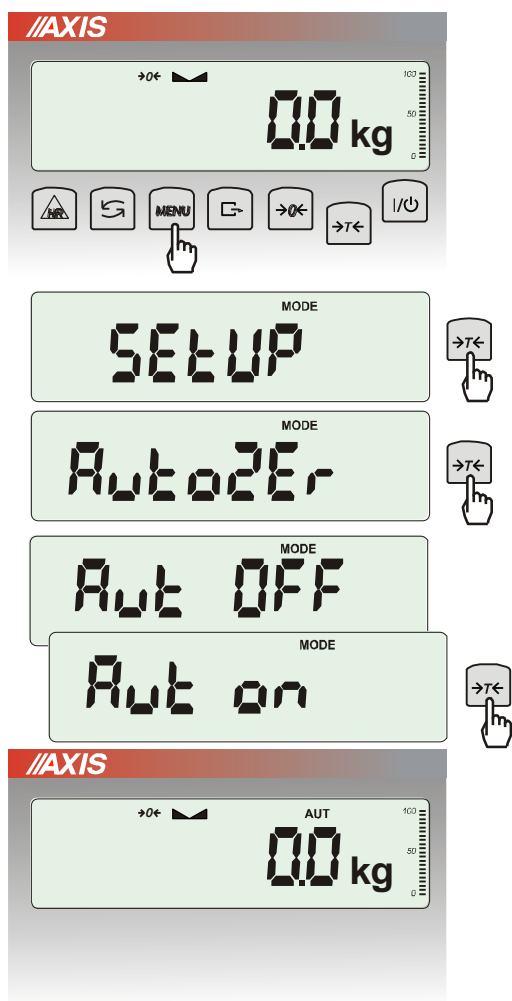 //AXIS
→0← 100
50
0.0 kg
0
HR MENU →0← →T← I/⏻
MODE
SEtUP
→T←
MODE
AutoZEr
→T←
MODE
Aut OFF
MODE
Aut on
→T←
//AXIS
→0← AUT 100
50
0.0 kg
0